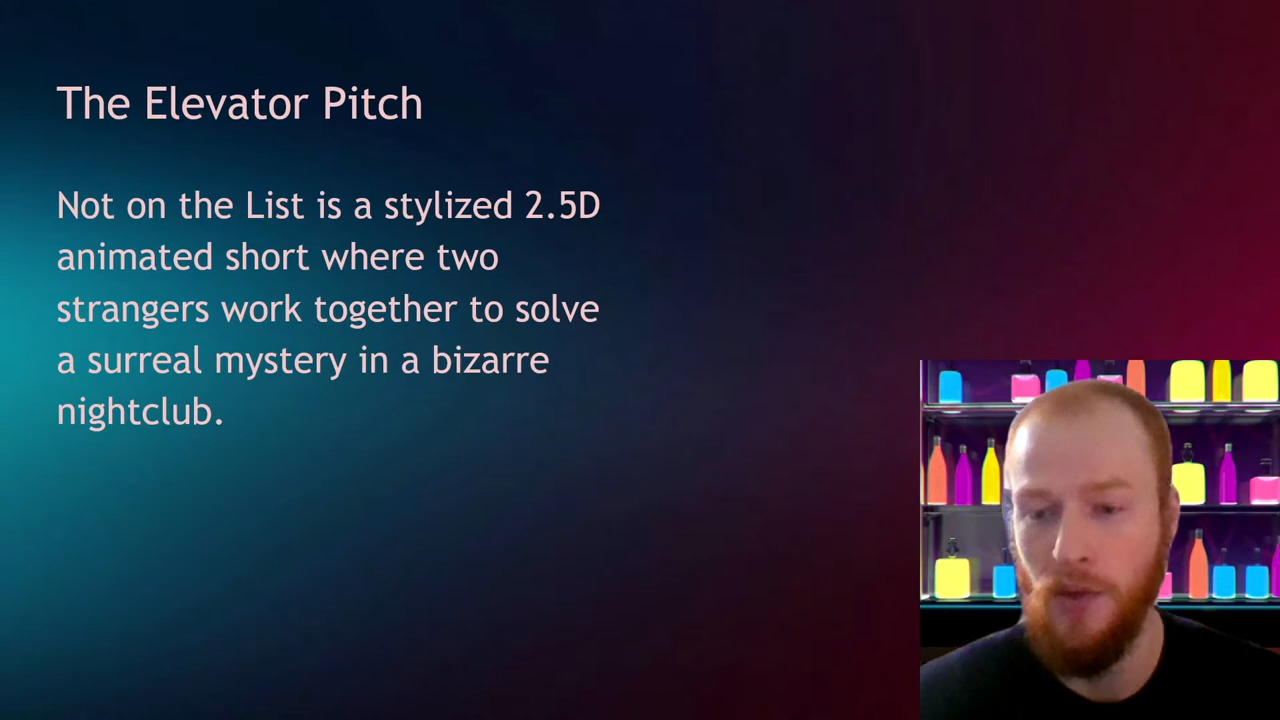 The Elevator Pitch
Not on the List is a stylized 2.5D
animated short where two
strangers work together to solve
a surreal mystery in a bizarre
nightclub.